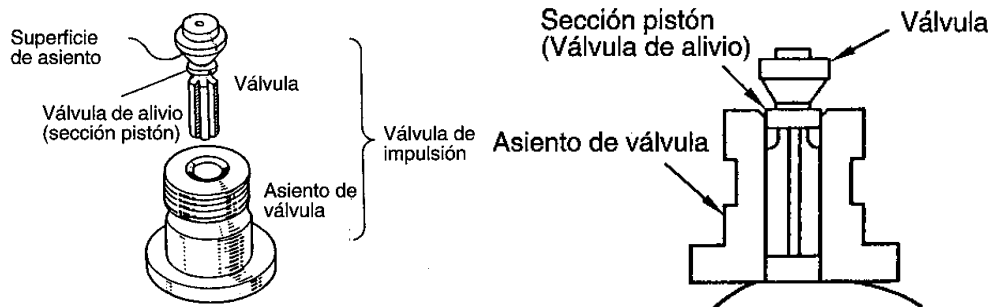 Superficie
de asiento
Válvula
Válvula de alivio
(sección pistón)
Válvula de
impulsión
Asiento de
válvula
Sección pistón
(Válvula de alivio)
Válvula
Asiento de válvula